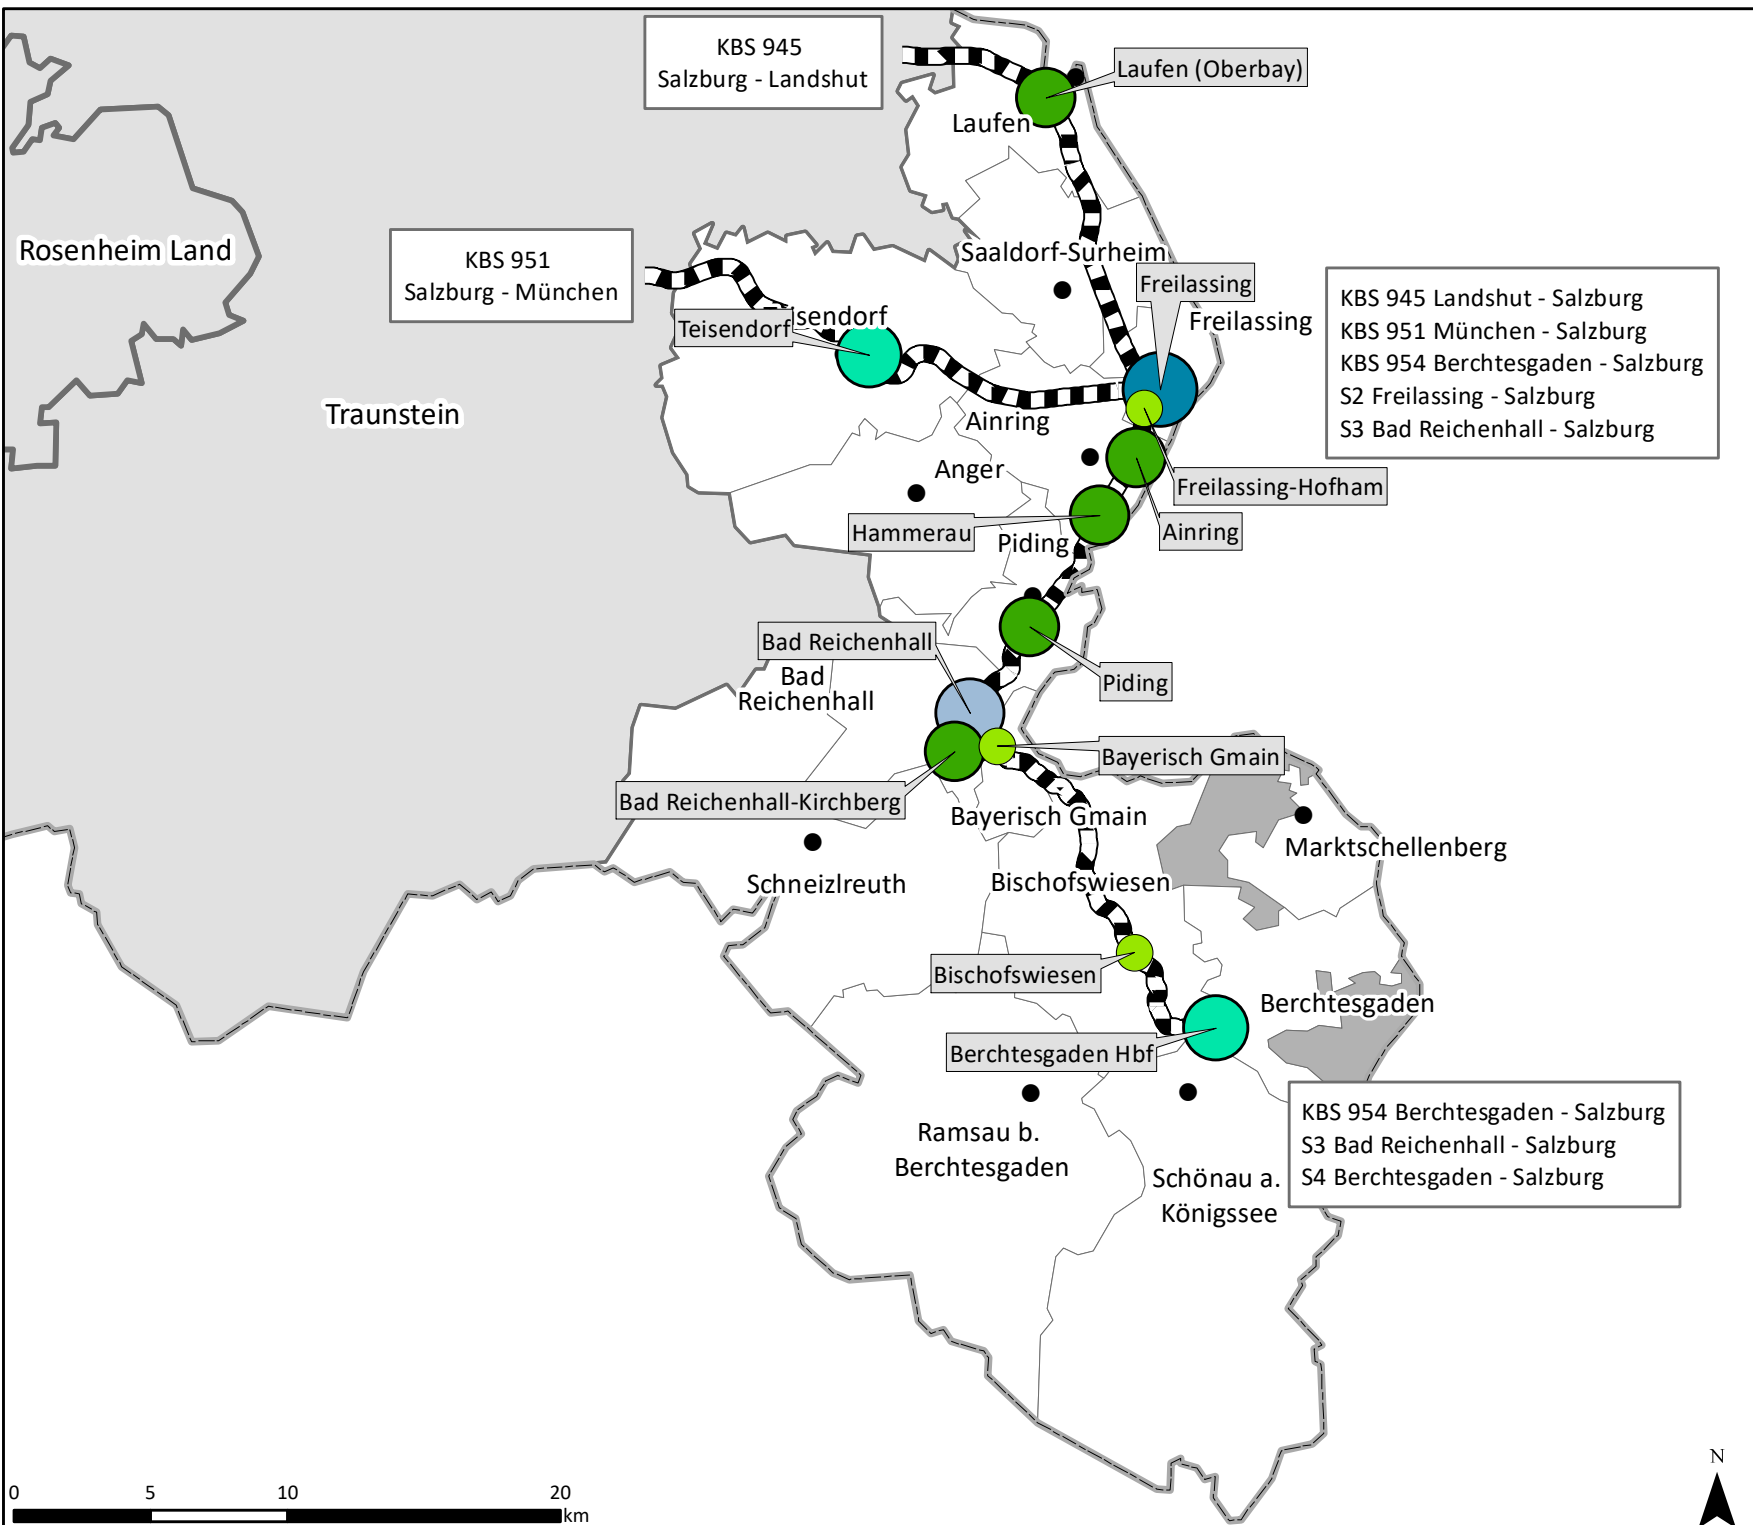 KBS 945
Salzburg - Landshut
Laufen (Oberbay)
Laufen
Rosenheim Land
KBS 951
Salzburg - München
Saaldorf-Surheim
Freilassing
Freilassing
KBS 945 Landshut - Salzburg
KBS 951 München - Salzburg
KBS 954 Berchtesgaden - Salzburg
S2 Freilassing - Salzburg
S3 Bad Reichenhall - Salzburg
Teisendorf
Teisendorf
Traunstein
Ainring
Anger
Freilassing-Hofham
Hammerau
Piding
Ainring
Bad Reichenhall
Bad
Reichenhall
Piding
Bayerisch Gmain
Bad Reichenhall-Kirchberg
Bayerisch Gmain
Marktschellenberg
Schneizlreuth
Bischofswiesen
Bischofswiesen
Berchtesgaden
Berchtesgaden Hbf
KBS 954 Berchtesgaden - Salzburg
S3 Bad Reichenhall - Salzburg
S4 Berchtesgaden - Salzburg
Ramsau b.
Berchtesgaden
Schönau a.
Königssee
N
0 5 10 20
km